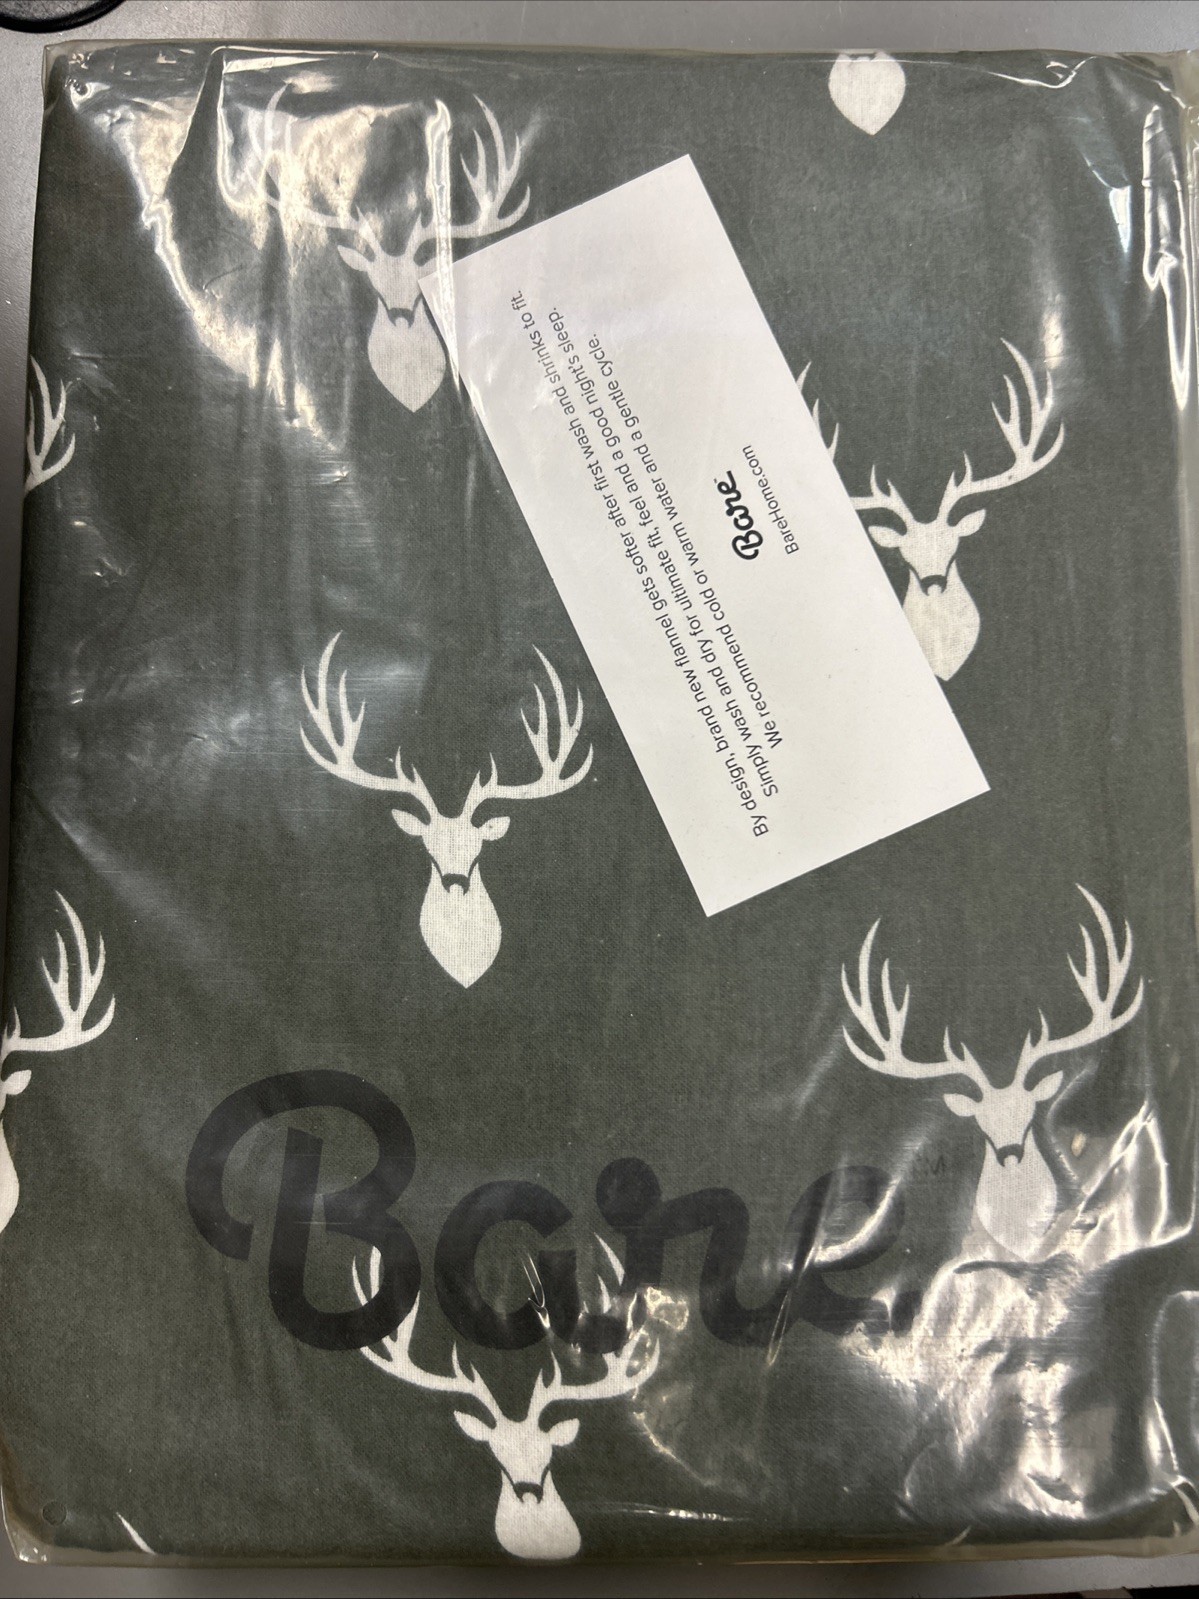 By design, brand new flannel gets softer after first wash and shrinks to fit.
Simply wash and dry for ultimate fit, feel and a good night's sleep.
We recommend cold or warm water and a gentle cycle.
Bare.
BareHome.com
Bare.